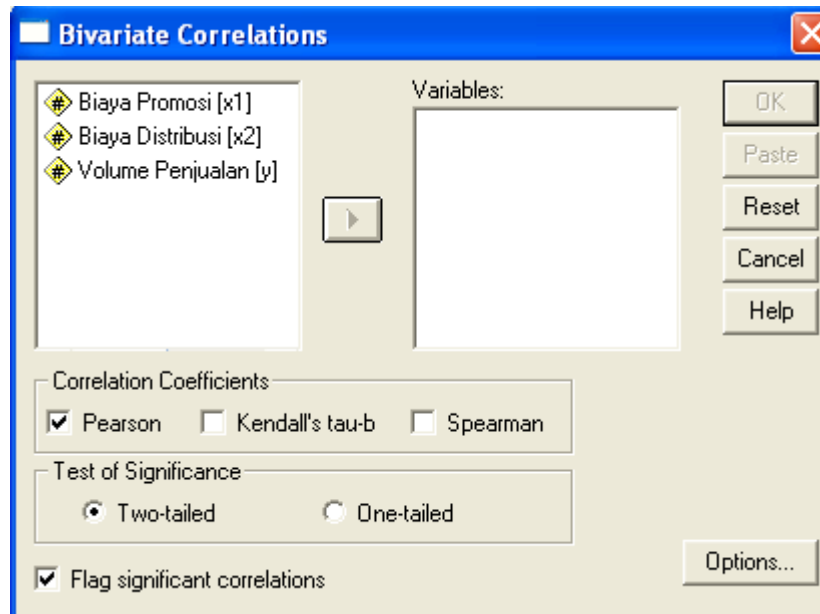 Bivariate Correlations
Biaya Promosi [x1]
Biaya Distribusi [x2]
Volume Penjualan [y]
Variables:
OK
Paste
Reset
Cancel
Help
Correlation Coefficients
Pearson Kendall's tau-b Spearman
Test of Significance
Two-tailed One-tailed
Flag significant correlations
Options...